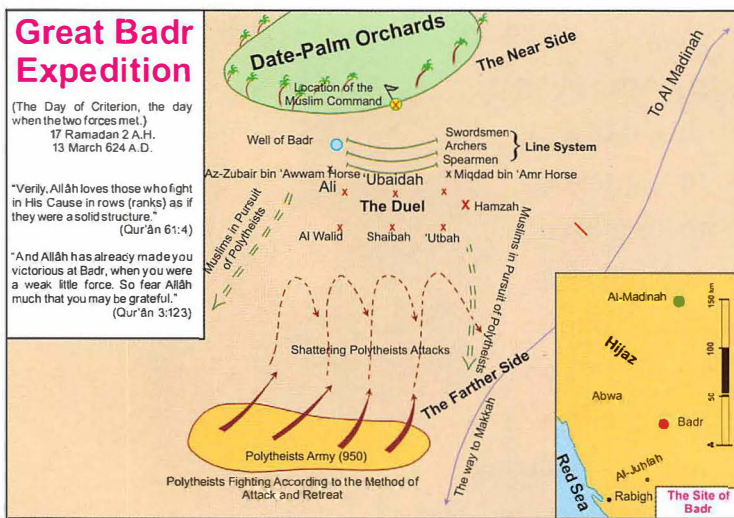 Great Badr
Expedition
(The Day of Criterion, the day
when the two forces met.)
17 Ramadan 2 A.H.
13 March 624 A.D.
"Verily, Allâh loves those who fight
in His Cause in rows (ranks) as if
they were a solid structure."
(Qur'ân 61:4)
"And Allâh has already made you
victorious at Badr, when you were
a weak little force. So fear Allâh
much that you may be grateful."
(Qur'ân 3:123)
Date-Palm Orchards
The Near Side
Location of the
Muslim Command
To Al Madinah
Well of Badr
Swordsmen
Archers
Spearmen
Line System
Az-Zubair bin 'Awwam Horse
Miqdad bin 'Amr Horse
Ali
'Ubaidah
The Duel
Hamzah
Al Walid
Shaibah
'Utbah
Muslims in Pursuit
of Polytheists
Muslims in Pursuit of Polytheists
Shattering Polytheists Attacks
The Farther Side
Polytheists Army (950)
Polytheists Fighting According to the Method of
Attack and Retreat
The way to Makkah
Al-Madinah
Hijaz
Abwa
Badr
Al-Juhfah
Rabigh
Red Sea
150 km
100
50
The Site of
Badr